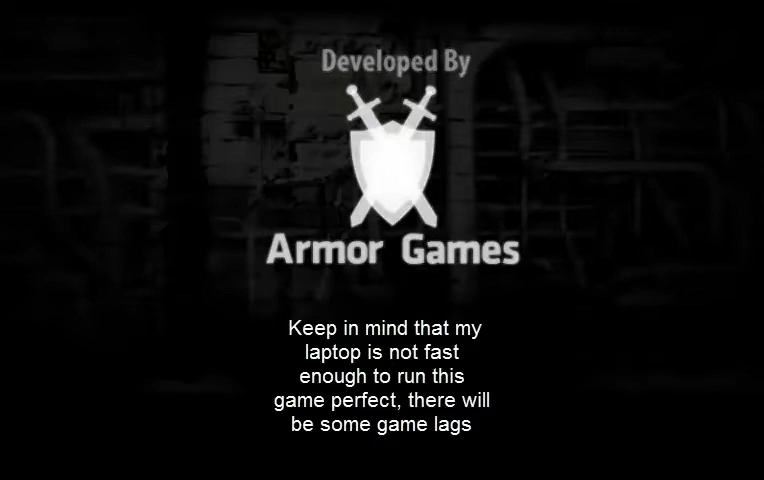 Developed By
Armor Games
Keep in mind that my
laptop is not fast
enough to run this
game perfect, there will
be some game lags